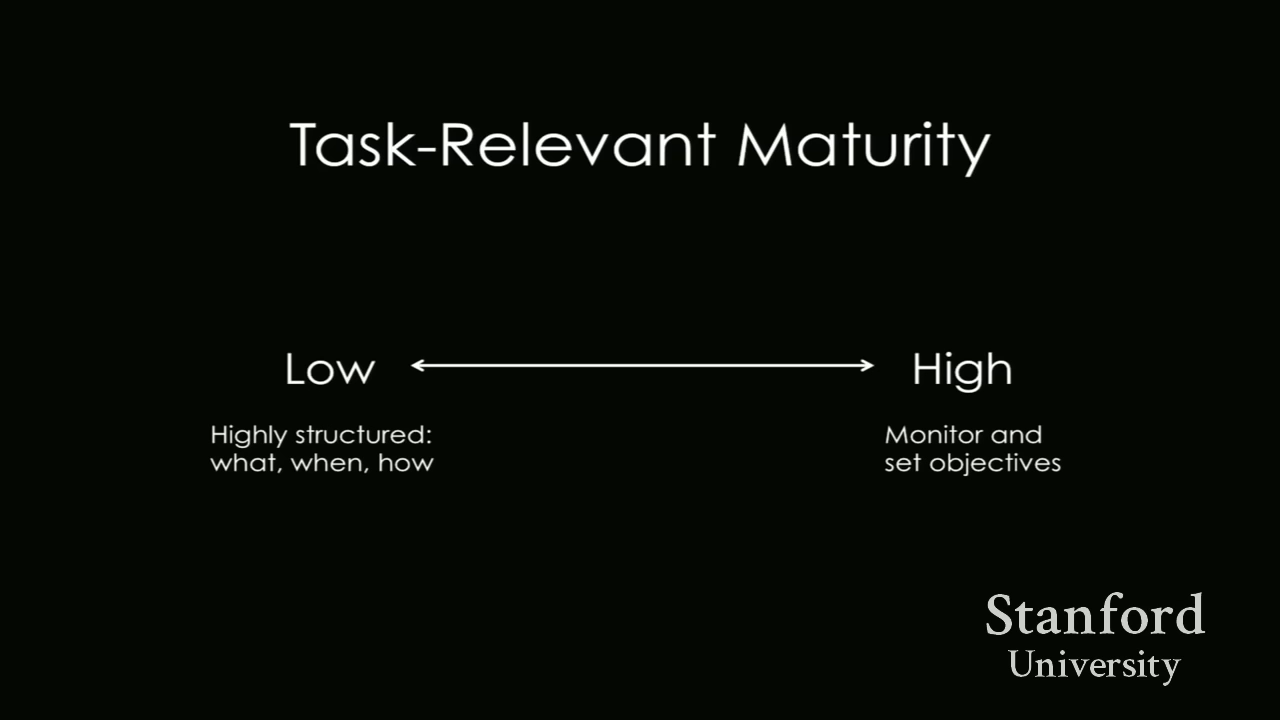 Task-Relevant Maturity
Low
High
Highly structured:
what, when, how
Monitor and
set objectives
Stanford
University